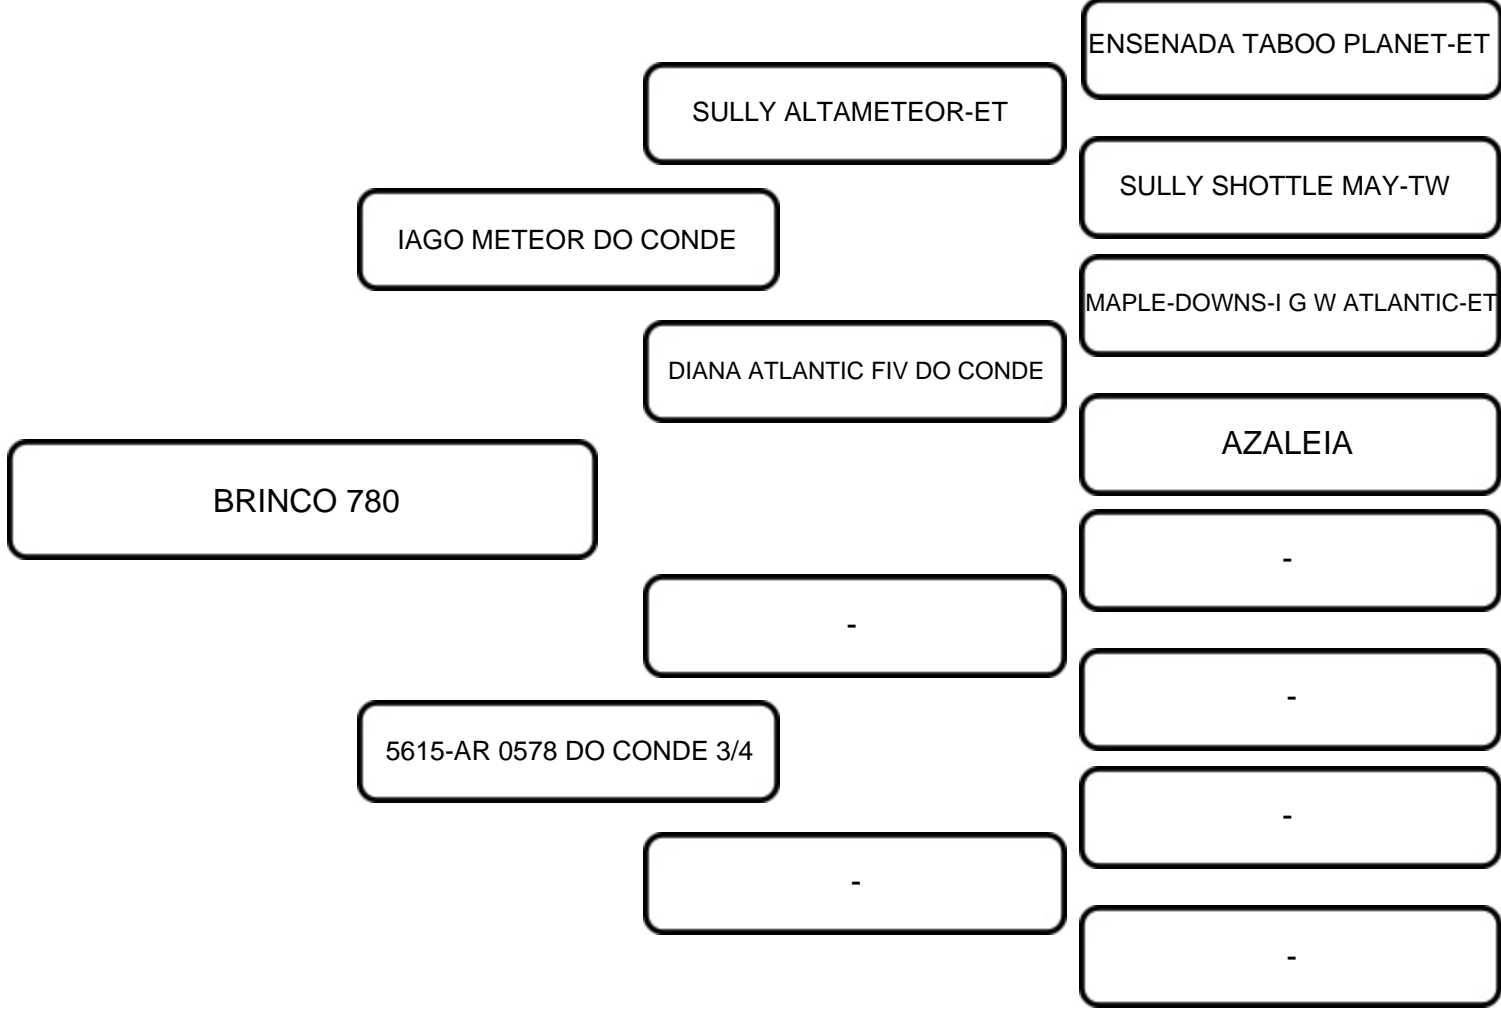 ENSENADA TABOO PLANET-ET
SULLY ALTAMETEOR-ET
SULLY SHOTTLE MAY-TW
IAGO METEOR DO CONDE
MAPLE-DOWNS-I G W ATLANTIC-ET
DIANA ATLANTIC FIV DO CONDE
AZALEIA
BRINCO 780
-
-
-
5615-AR 0578 DO CONDE 3/4
-
-
-